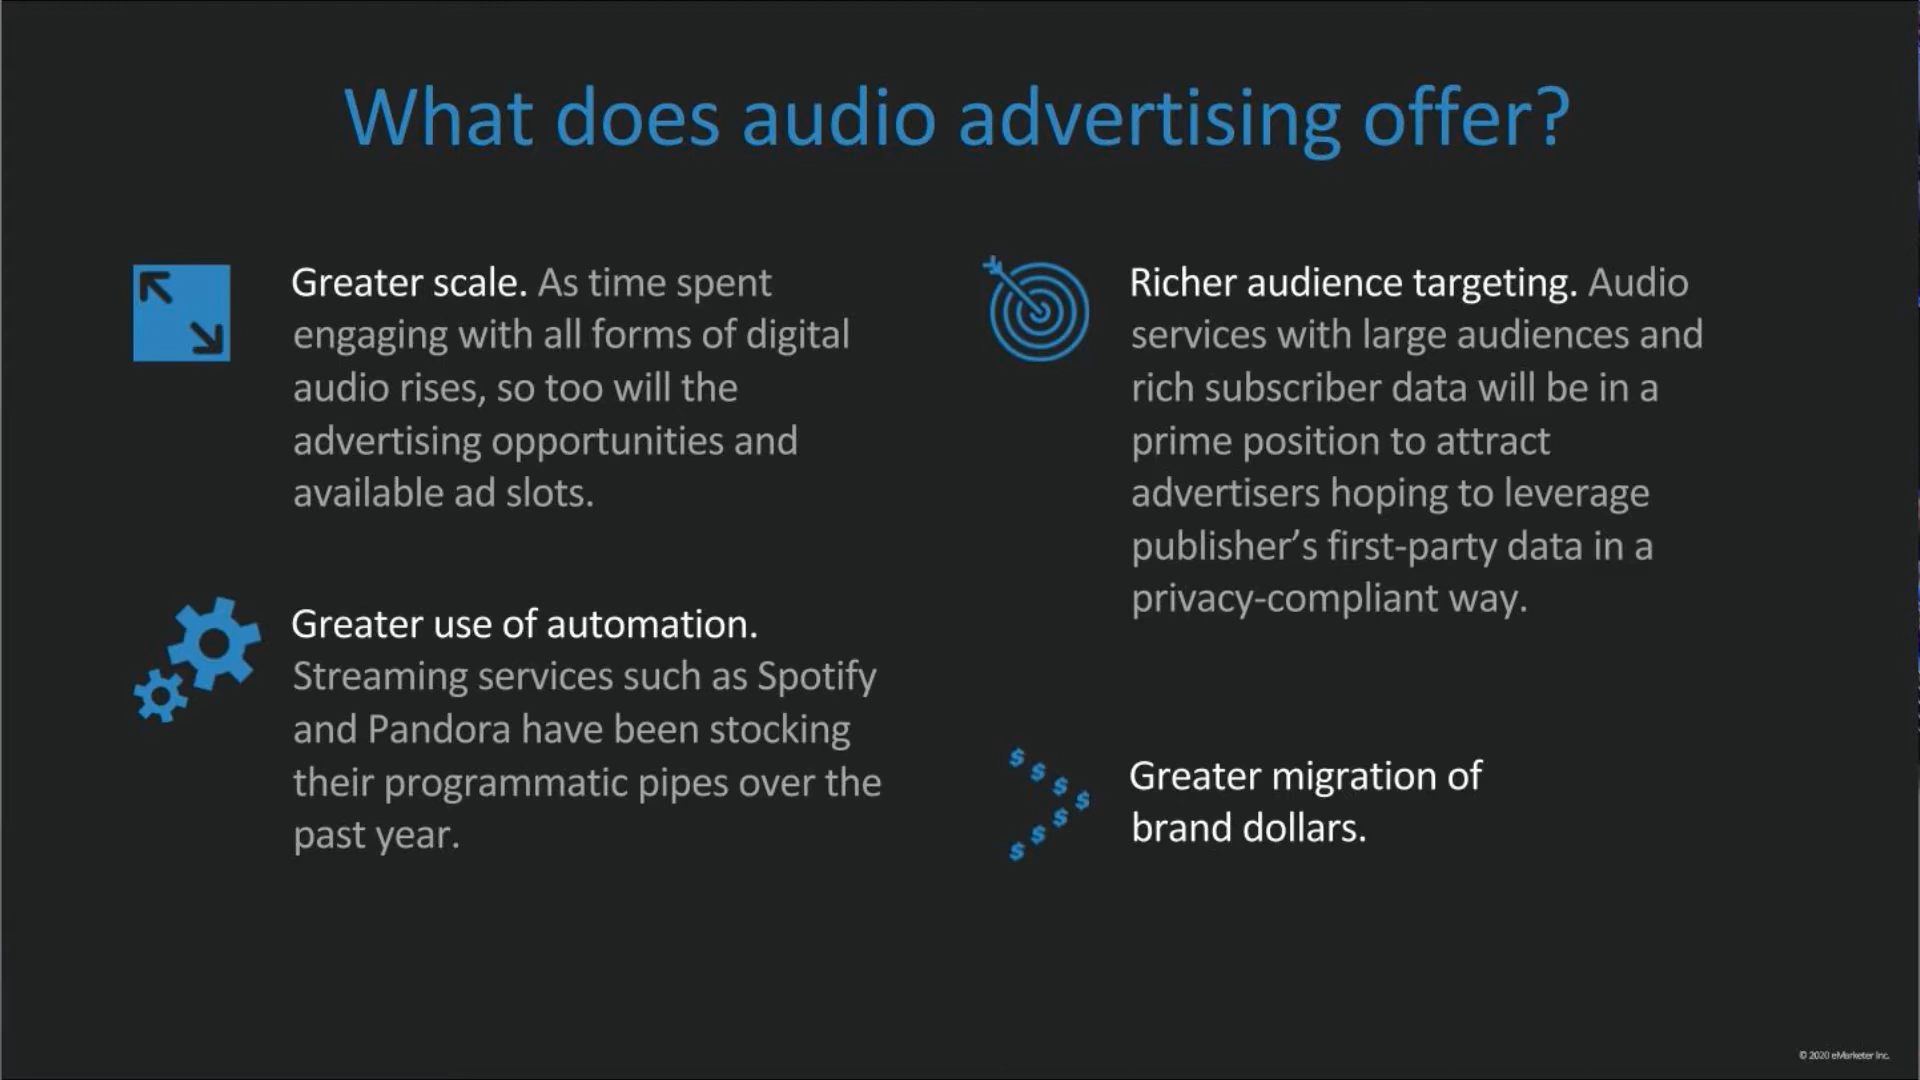 What does audio advertising offer?
Greater scale. As time spent
engaging with all forms of digital
audio rises, so too will the
advertising opportunities and
available ad slots.
Greater use of automation.
Streaming services such as Spotify
and Pandora have been stocking
their programmatic pipes over the
past year.
Richer audience targeting. Audio
services with large audiences and
rich subscriber data will be in a
prime position to attract
advertisers hoping to leverage
publisher’s first-party data in a
privacy-compliant way.
$ $ $ $ $ $ $
Greater migration of
brand dollars.
© 2020 eMarketer Inc.